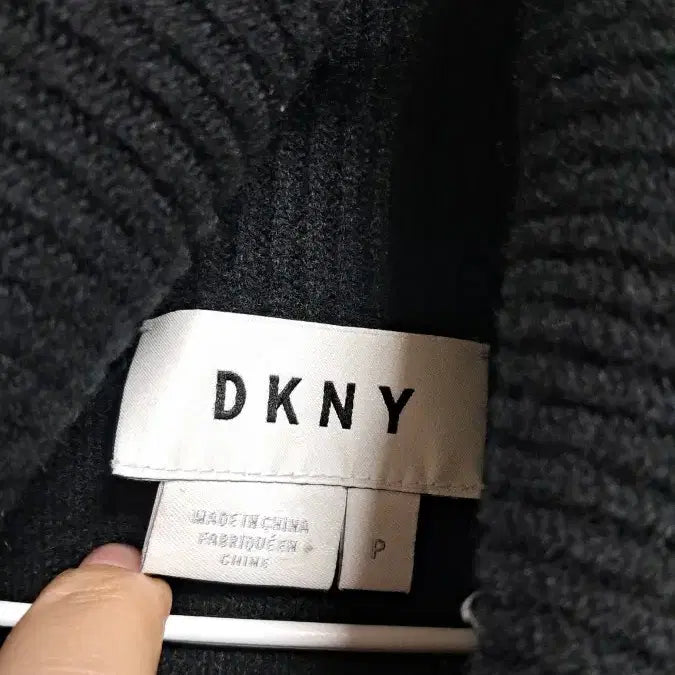 DKNY
MADE IN CHINA
FABRIQUÉ EN
CHINE
P